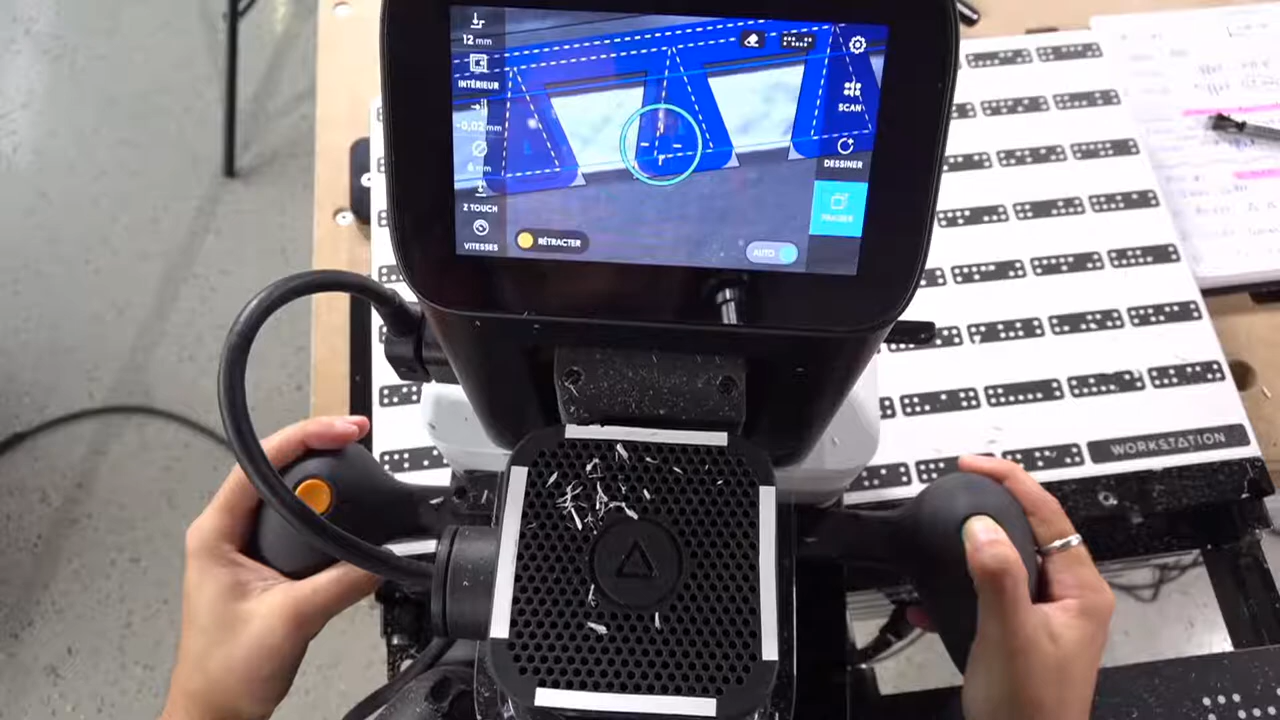 12 mm
INTÉRIEUR
-0,02 mm
6 mm
Z TOUCH
VITESSES
RÉTRACTER
AUTO
SCAN
DESSINER
FRAISER
WORKSTATION